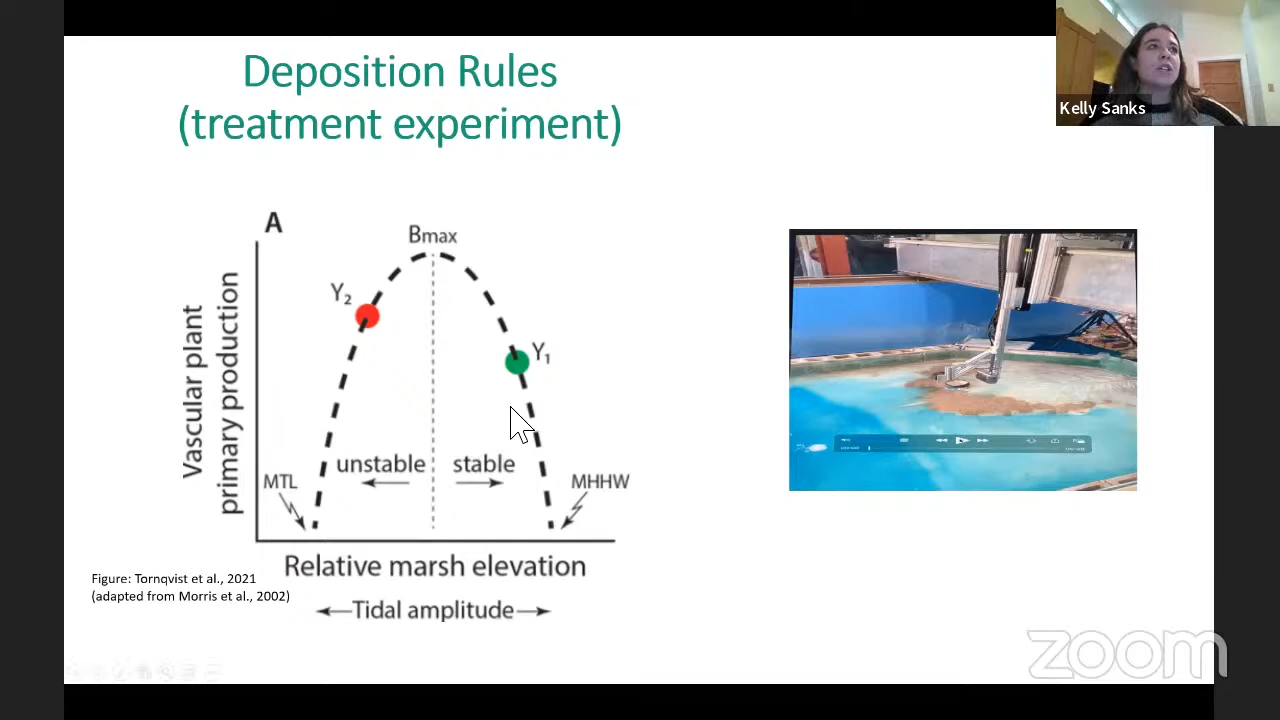 Deposition Rules
(treatment experiment)
Kelly Sanks
A
Bmax
Y2
Y1
Vascular plant
primary production
unstable
stable
MTL
MHHW
Relative marsh elevation
Tidal amplitude
Figure: Tornqvist et al., 2021
(adapted from Morris et al., 2002)
zoom